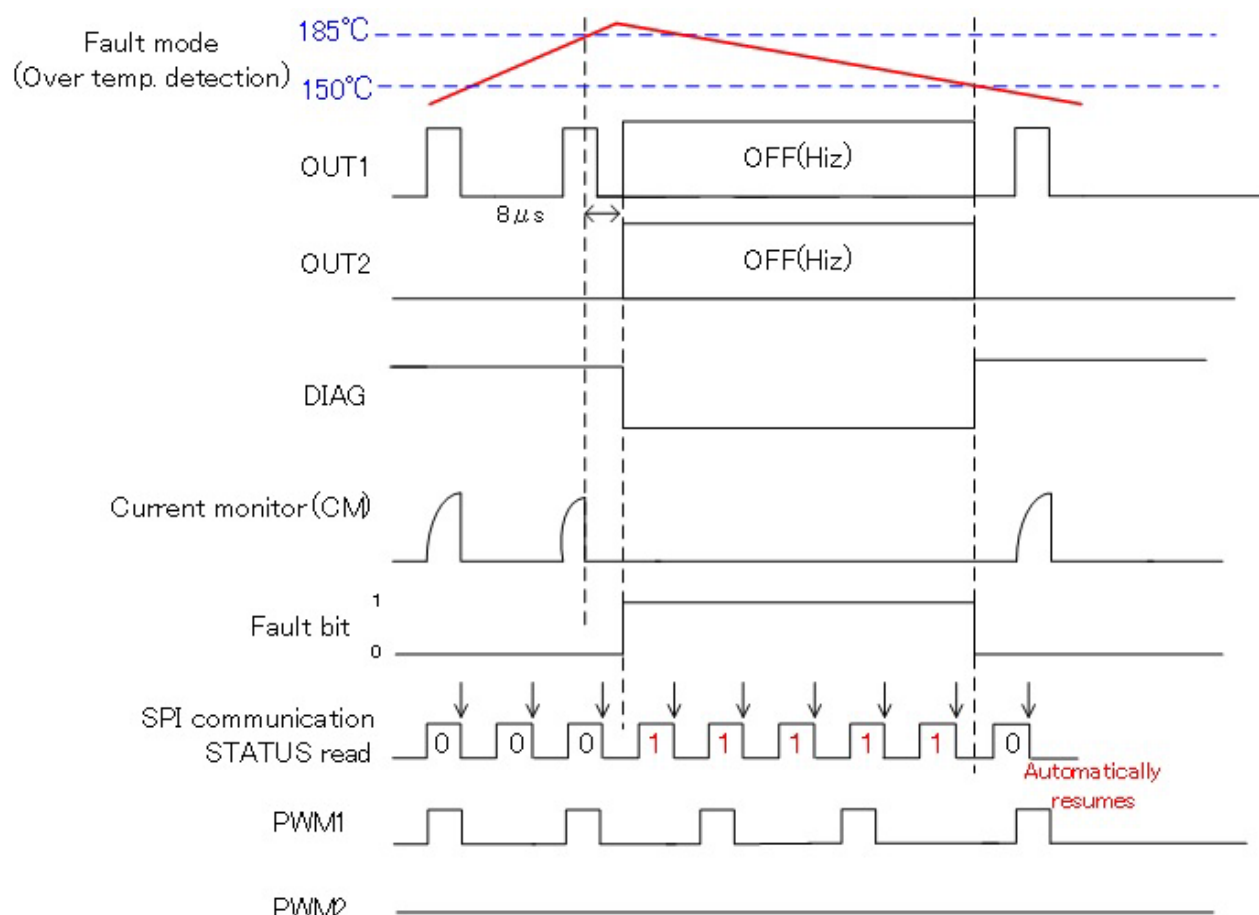 Fault mode
(Over temp. detection)
185℃
150℃
OUT1
OFF(Hiz)
8μs
OUT2
OFF(Hiz)
DIAG
Current monitor(CM)
Fault bit
1
0
SPI communication
STATUS read
0 0 0 1 1 1 1 1 0
Automatically
resumes
PWM1
PWM2